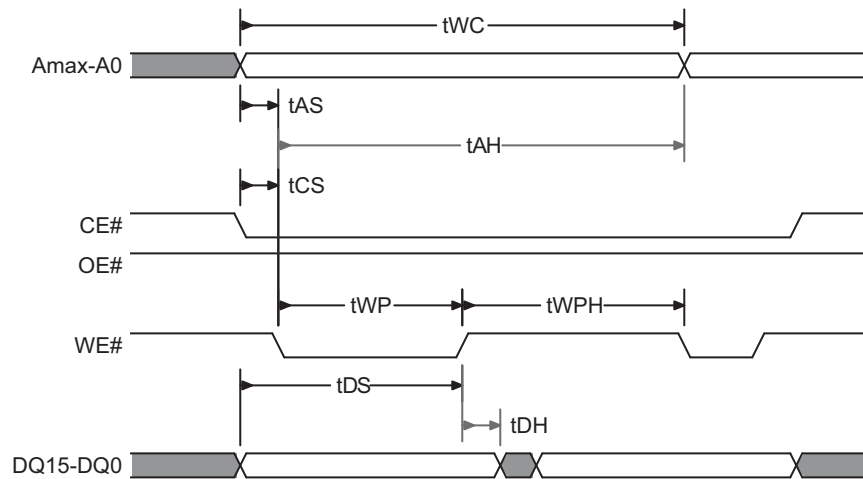 tWC
Amax-A0
tAS
tAH
tCS
CE#
OE#
tWP
tWPH
WE#
tDS
tDH
DQ15-DQ0